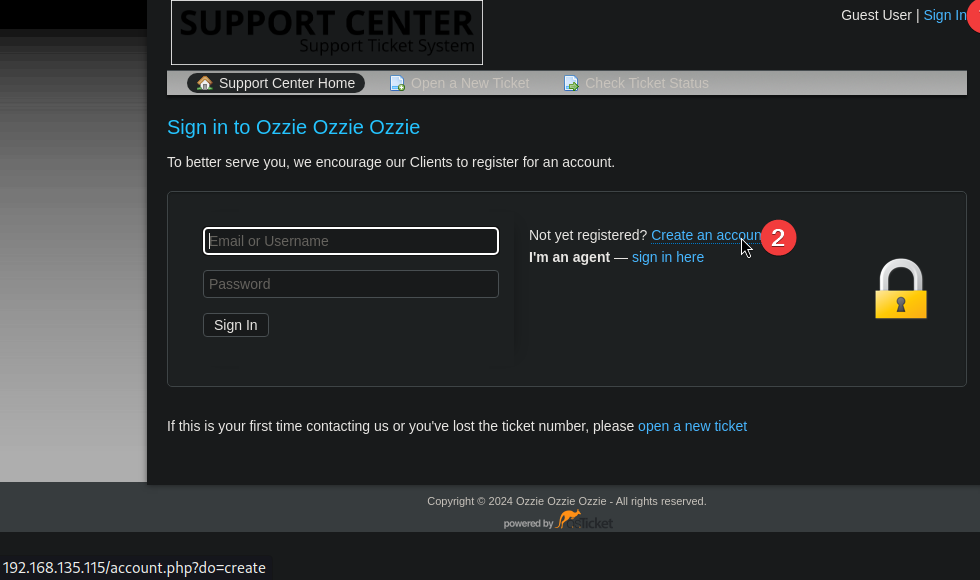 SUPPORT CENTER
Support Ticket System
Guest User | Sign In
Support Center Home
Open a New Ticket
Check Ticket Status
Sign in to Ozzie Ozzie Ozzie
To better serve you, we encourage our Clients to register for an account.
Email or Username
Password
Sign In
Not yet registered? Create an accoun
2
I'm an agent — sign in here
If this is your first time contacting us or you've lost the ticket number, please open a new ticket
Copyright © 2024 Ozzie Ozzie Ozzie - All rights reserved.
powered by osTicket
192.168.135.115/account.php?do=create